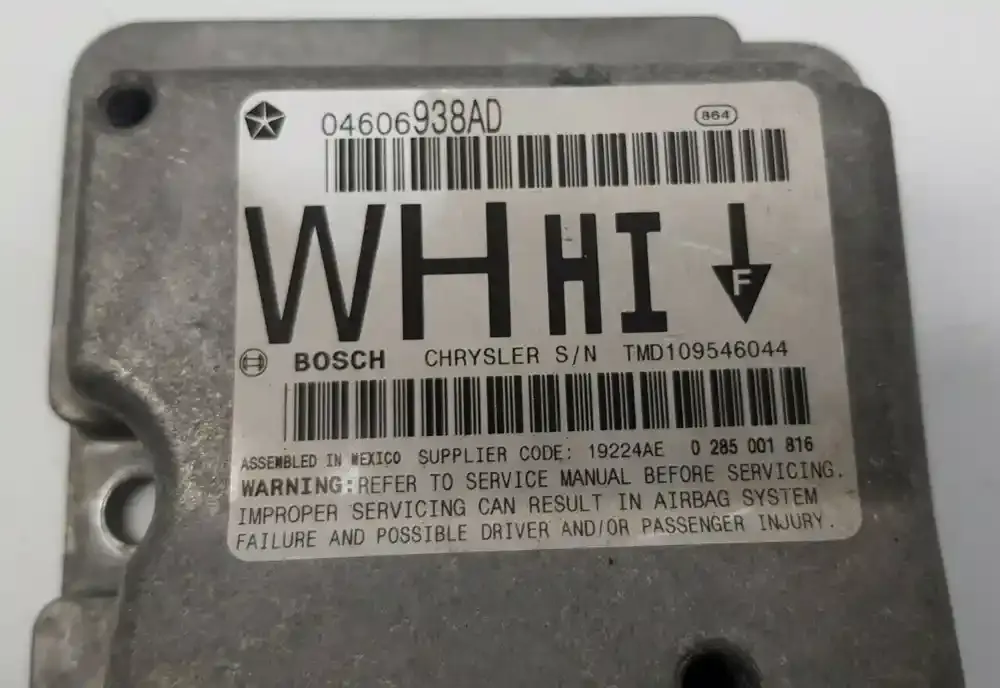 04606938AD
864
WH HI
F
BOSCH CHRYSLER S/N TMD109546044
ASSEMBLED IN MEXICO SUPPLIER CODE: 19224AE 0 285 001 816
WARNING:REFER TO SERVICE MANUAL BEFORE SERVICING.
IMPROPER SERVICING CAN RESULT IN AIRBAG SYSTEM
FAILURE AND POSSIBLE DRIVER AND/OR PASSENGER INJURY.